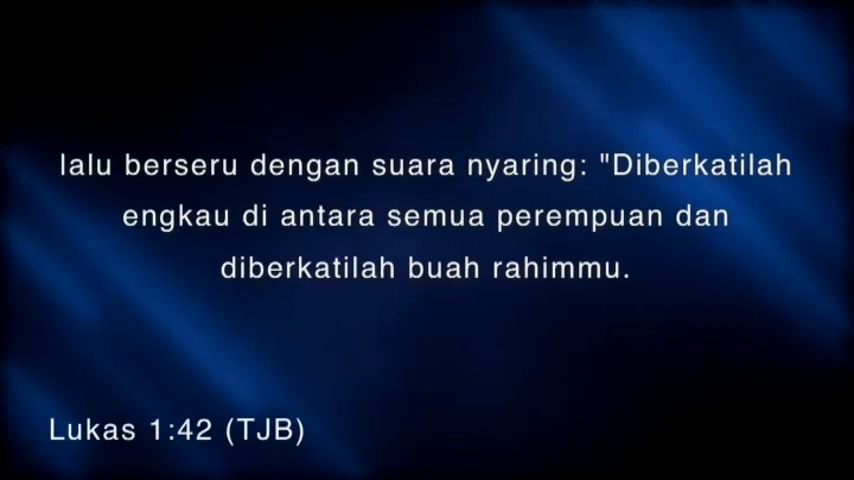 lalu berseru dengan suara nyaring: "Diberkatilah
engkau di antara semua perempuan dan
diberkatilah buah rahimmu.
Lukas 1:42 (TJB)